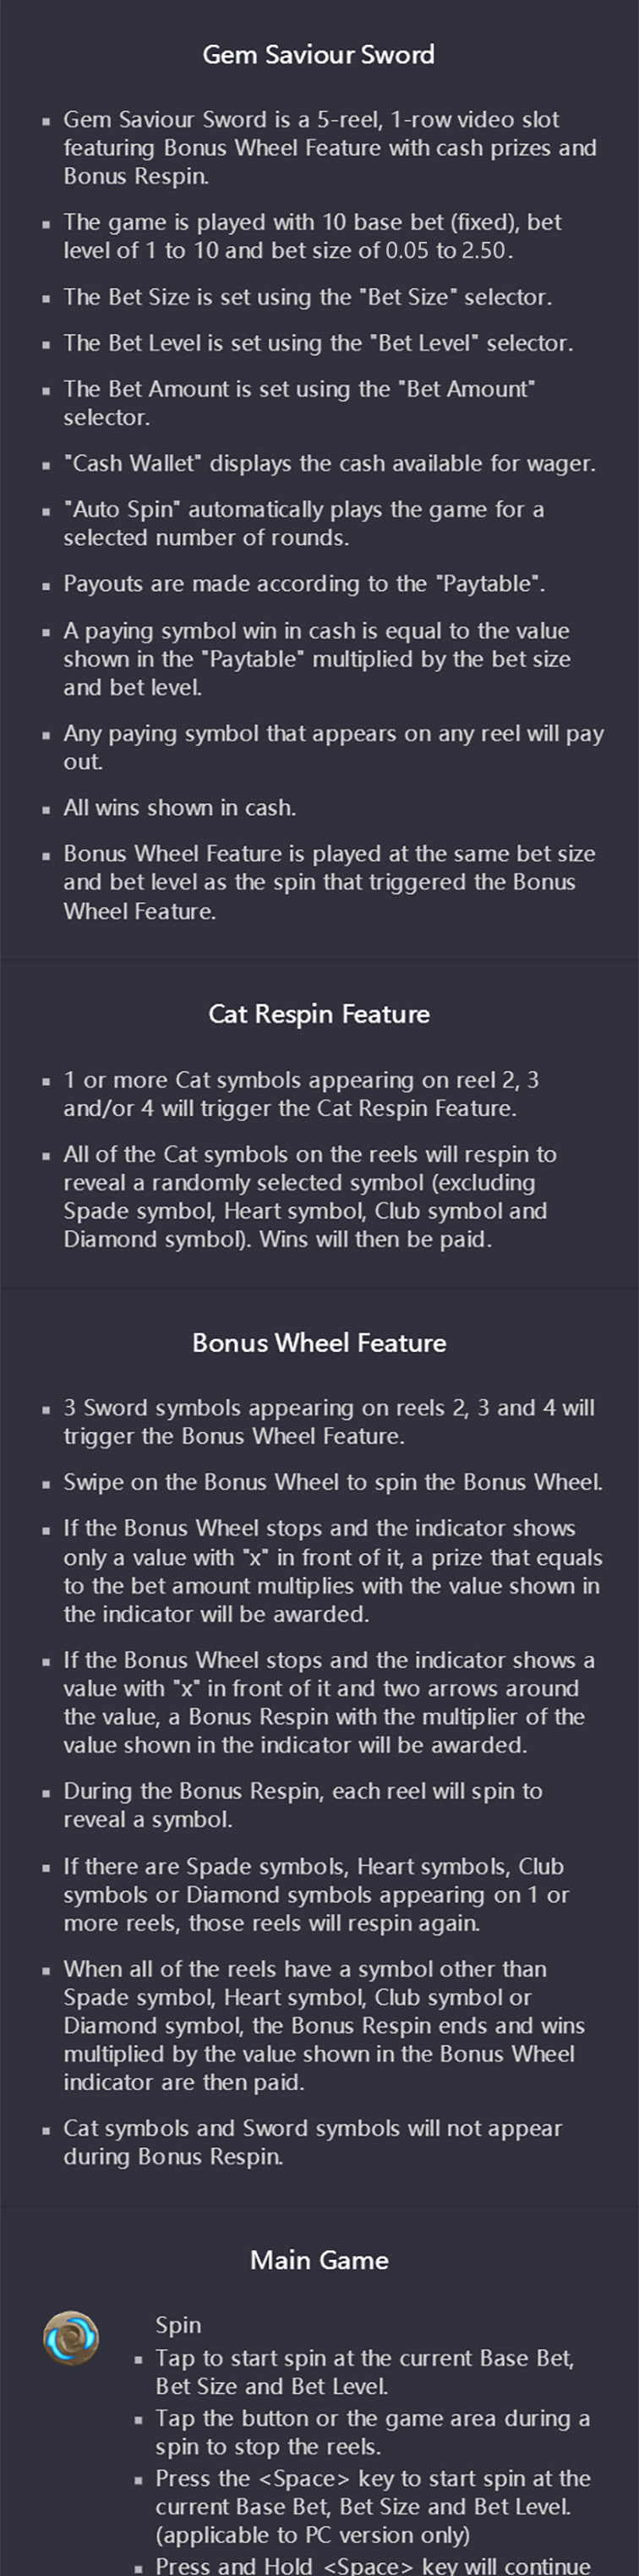 Gem Saviour Sword
▪ Gem Saviour Sword is a 5-reel, 1-row video slot
featuring Bonus Wheel Feature with cash prizes and
Bonus Respin.
▪ The game is played with 10 base bet (fixed), bet
level of 1 to 10 and bet size of 0.05 to 2.50.
▪ The Bet Size is set using the "Bet Size" selector.
▪ The Bet Level is set using the "Bet Level" selector.
▪ The Bet Amount is set using the "Bet Amount"
selector.
▪ "Cash Wallet" displays the cash available for wager.
▪ "Auto Spin" automatically plays the game for a
selected number of rounds.
▪ Payouts are made according to the "Paytable".
▪ A paying symbol win in cash is equal to the value
shown in the "Paytable" multiplied by the bet size
and bet level.
▪ Any paying symbol that appears on any reel will pay
out.
▪ All wins shown in cash.
▪ Bonus Wheel Feature is played at the same bet size
and bet level as the spin that triggered the Bonus
Wheel Feature.
Cat Respin Feature
▪ 1 or more Cat symbols appearing on reel 2, 3
and/or 4 will trigger the Cat Respin Feature.
▪ All of the Cat symbols on the reels will respin to
reveal a randomly selected symbol (excluding
Spade symbol, Heart symbol, Club symbol and
Diamond symbol). Wins will then be paid.
Bonus Wheel Feature
▪ 3 Sword symbols appearing on reels 2, 3 and 4 will
trigger the Bonus Wheel Feature.
▪ Swipe on the Bonus Wheel to spin the Bonus Wheel.
▪ If the Bonus Wheel stops and the indicator shows
only a value with "x" in front of it, a prize that equals
to the bet amount multiplies with the value shown in
the indicator will be awarded.
▪ If the Bonus Wheel stops and the indicator shows a
value with "x" in front of it and two arrows around
the value, a Bonus Respin with the multiplier of the
value shown in the indicator will be awarded.
▪ During the Bonus Respin, each reel will spin to
reveal a symbol.
▪ If there are Spade symbols, Heart symbols, Club
symbols or Diamond symbols appearing on 1 or
more reels, those reels will respin again.
▪ When all of the reels have a symbol other than
Spade symbol, Heart symbol, Club symbol or
Diamond symbol, the Bonus Respin ends and wins
multiplied by the value shown in the Bonus Wheel
indicator are then paid.
▪ Cat symbols and Sword symbols will not appear
during Bonus Respin.
Main Game
Spin
▪ Tap to start spin at the current Base Bet,
Bet Size and Bet Level.
▪ Tap the button or the game area during a
spin to stop the reels.
▪ Press the <Space> key to start spin at the
current Base Bet, Bet Size and Bet Level.
(applicable to PC version only)
▪ Press and Hold <Space> key will continue